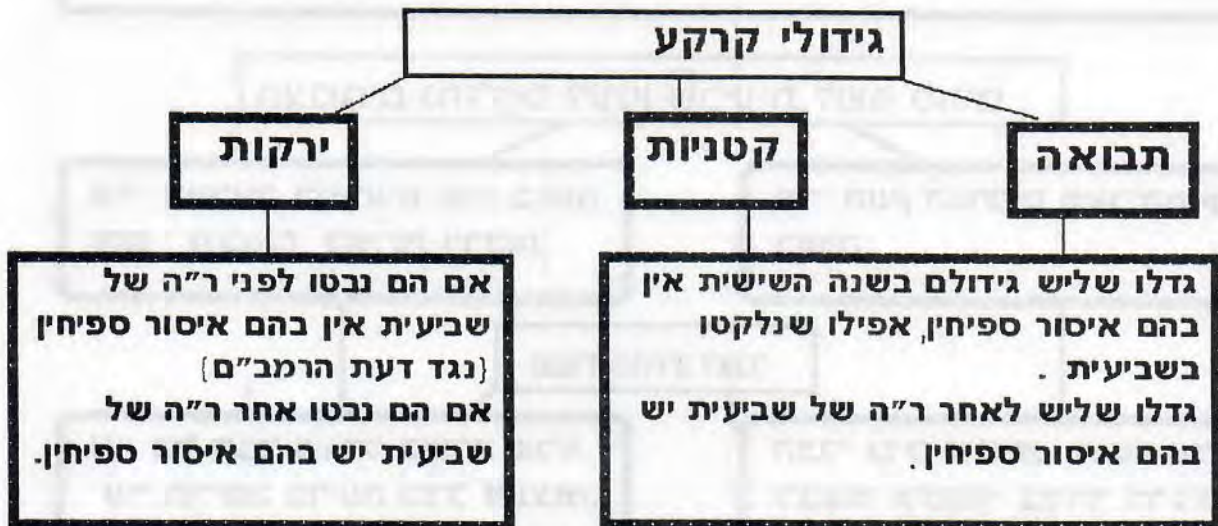 גידולי קרקע
תבואה
קטניות
ירקות
גדלו שליש גידולם בשנה השישית אין
בהם איסור ספיחין, אפילו שנלקטו
בשביעית .
גדלו שליש לאחר ר"ה של שביעית יש
בהם איסור ספיחין.
אם הם נבטו לפני ר"ה של
שביעית אין בהם איסור ספיחין
(נגד דעת הרמב"ם)
אם הם נבטו אחר ר"ה של
שביעית יש בהם איסור ספיחין.